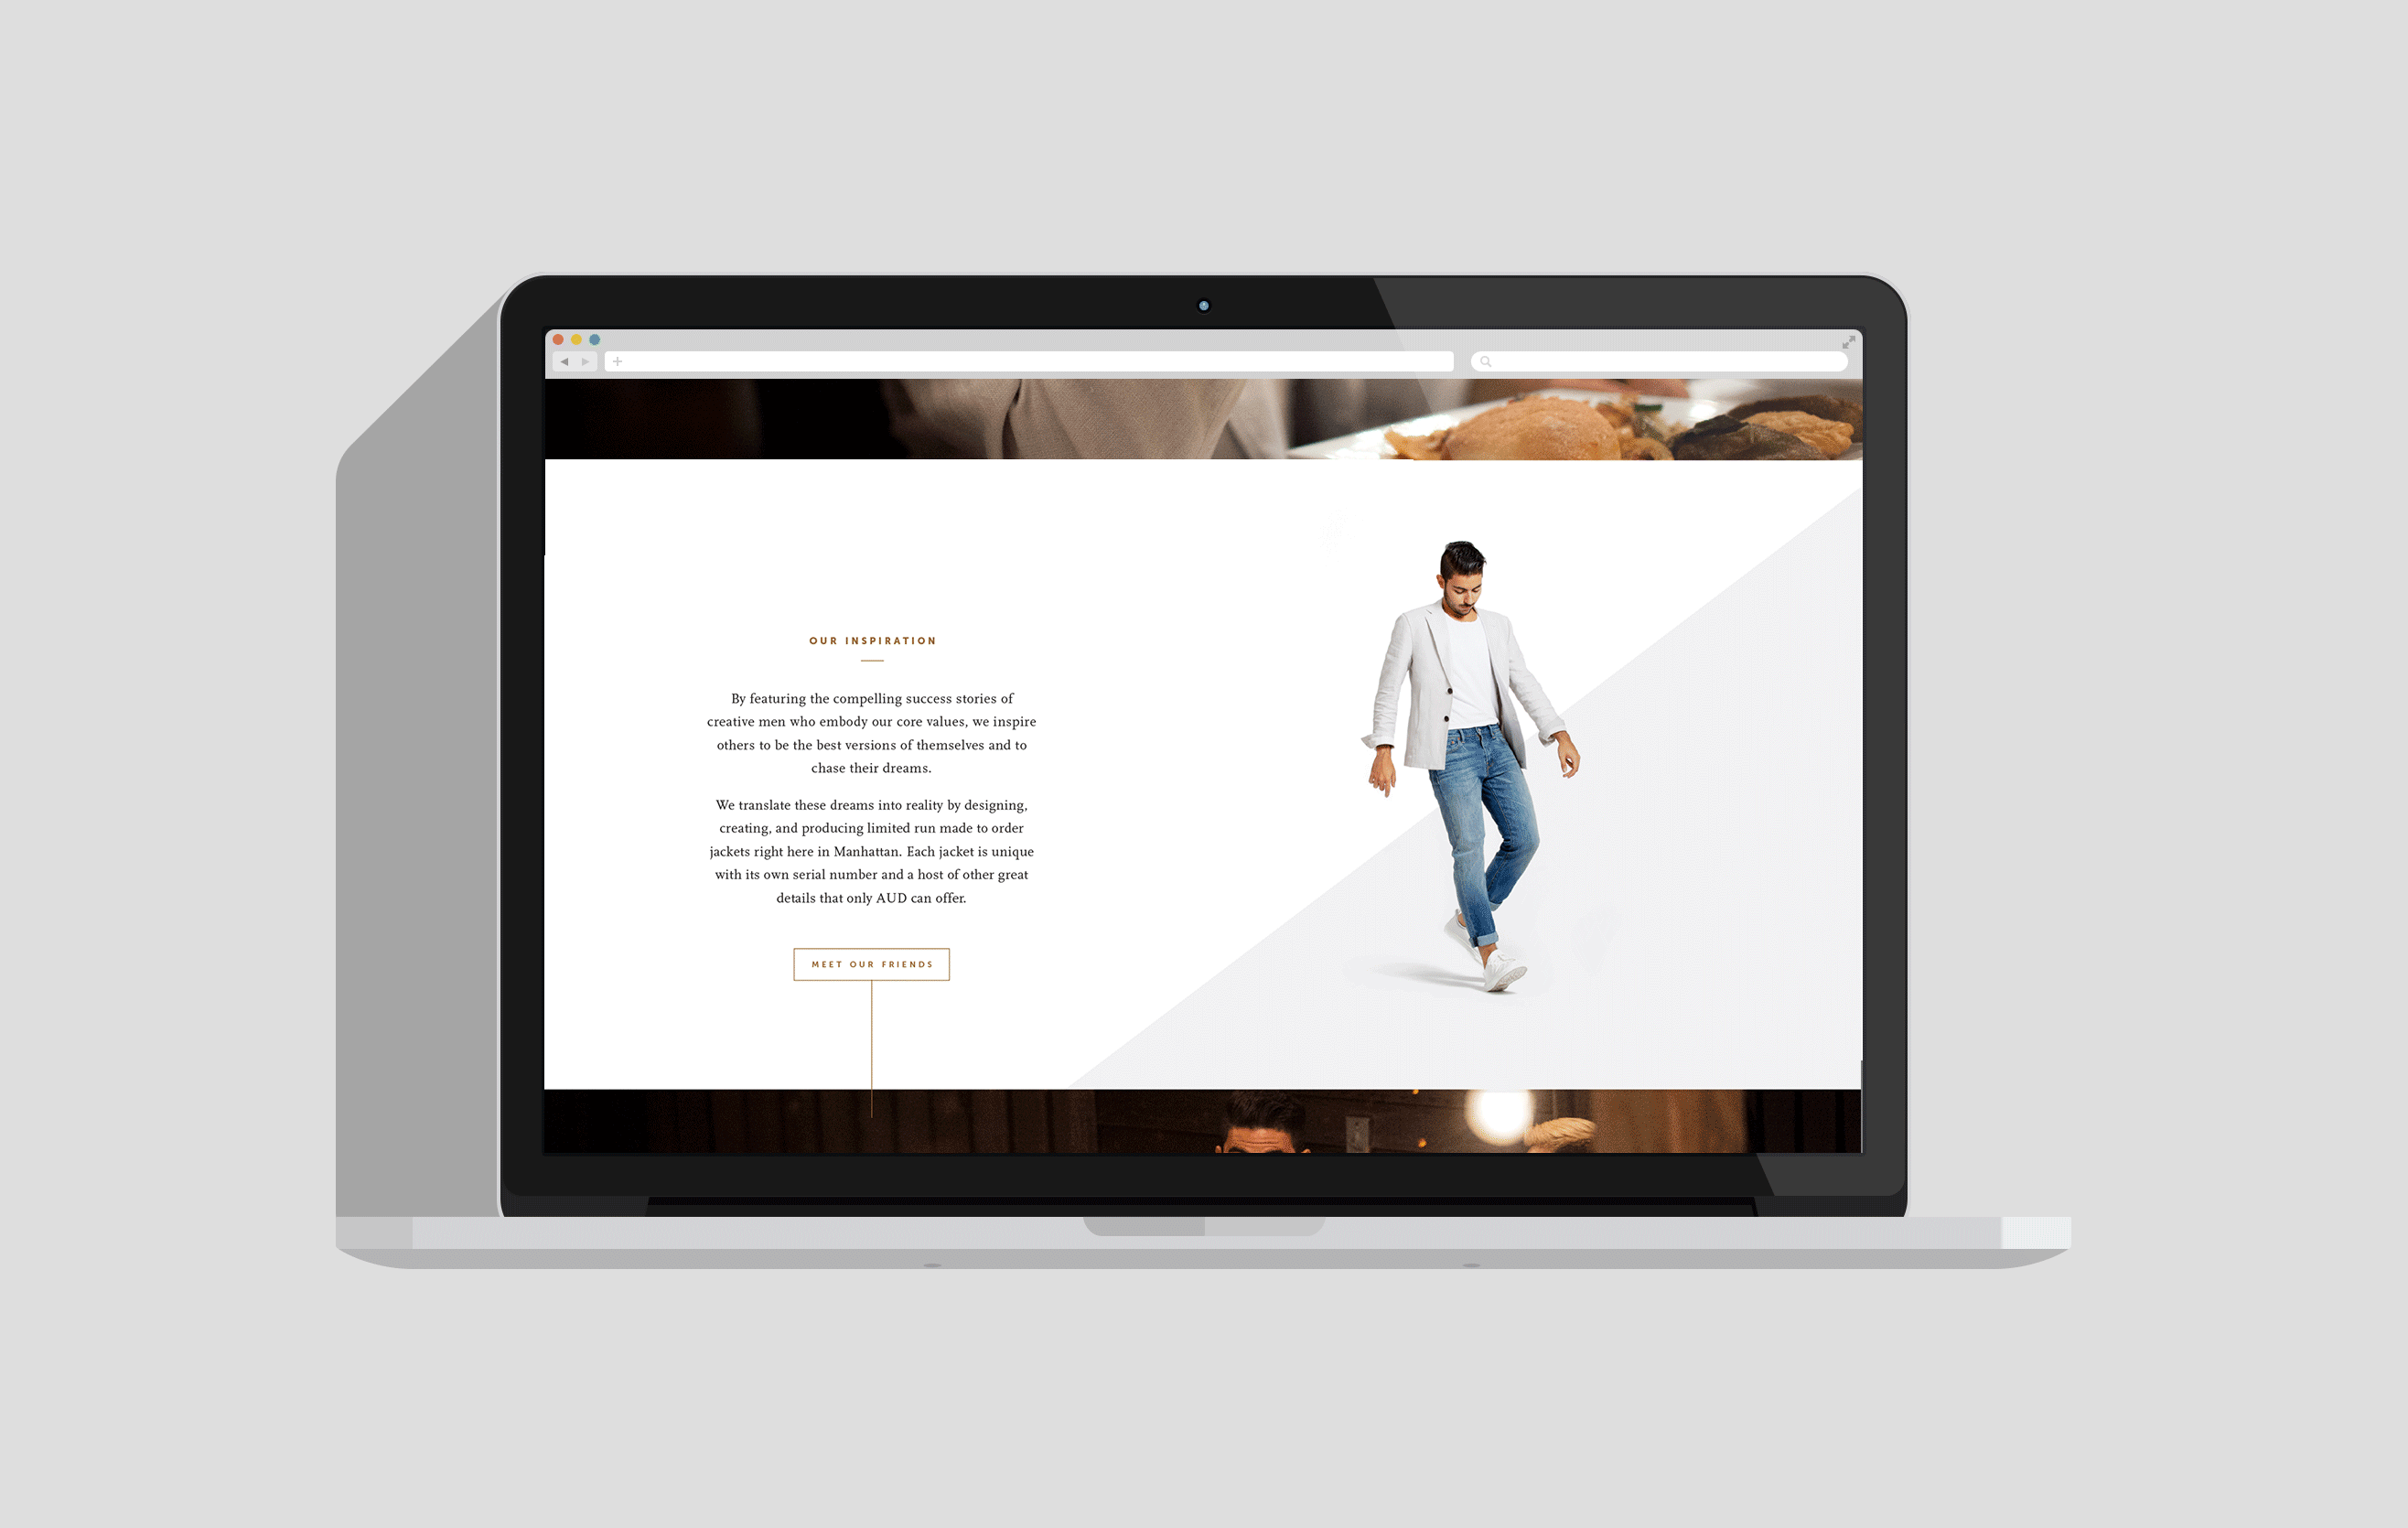 OUR INSPIRATION
By featuring the compelling success stories of
creative men who embody our core values, we inspire
others to be the best versions of themselves and to
chase their dreams.
We translate these dreams into reality by designing,
creating, and producing limited run made to order
jackets right here in Manhattan. Each jacket is unique
with its own serial number and a host of other great
details that only AUD can offer.
MEET OUR FRIENDS